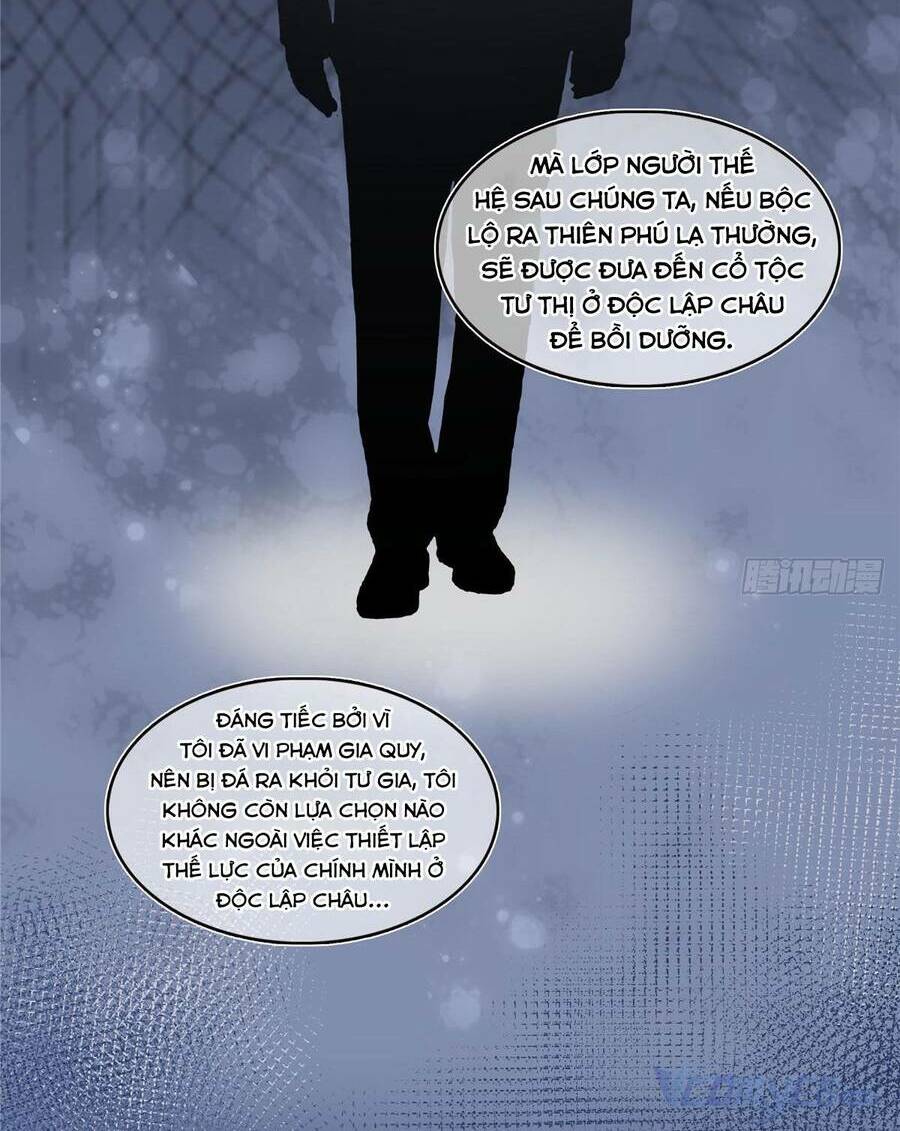 MÀ LỚP NGƯỜI THẾ
HỆ SAU CHÚNG TA, NẾU BỘC
LỘ RA THIÊN PHÚ LẠ THƯỜNG,
SẼ ĐƯỢC ĐƯA ĐẾN CỔ TỘC
TƯ THỊ Ở ĐỘC LẬP CHÂU
ĐỂ BỒI DƯỠNG.
腾讯动漫
ĐÁNG TIẾC BỞI VÌ
TÔI ĐÃ VI PHẠM GIA QUY,
NÊN BỊ ĐÁ RA KHỎI TƯ GIA, TÔI
KHÔNG CÒN LỰA CHỌN NÀO
KHÁC NGOÀI VIỆC THIẾT LẬP
THẾ LỰC CỦA CHÍNH MÌNH Ở
ĐỘC LẬP CHÂU...